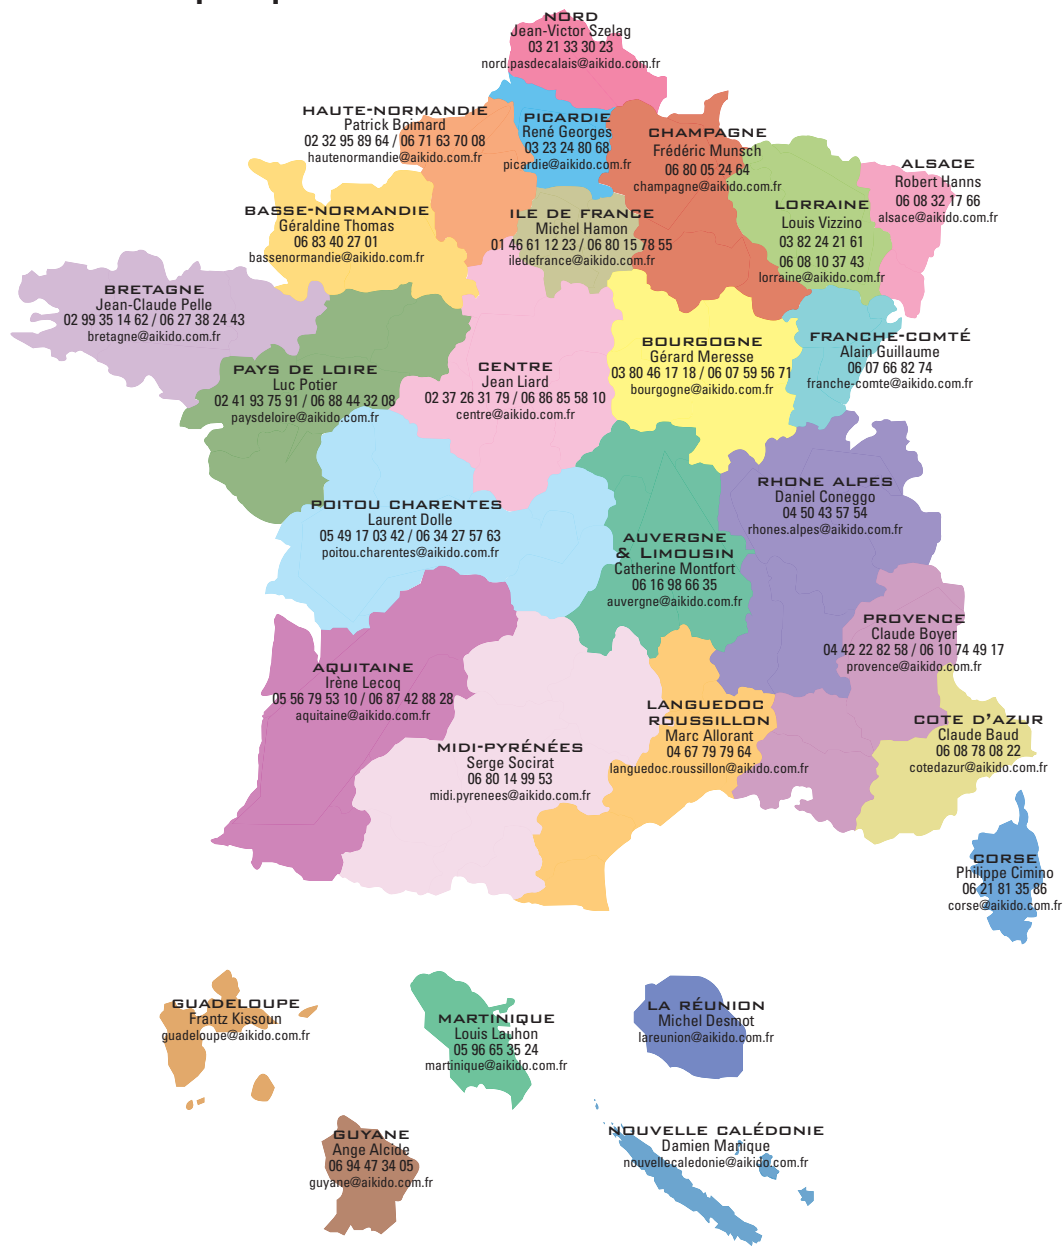 NORD
Jean-Victor Szelag
03 21 33 30 23
nord.pasdecalais@aikido.com.fr
HAUTE-NORMANDIE
Patrick Boimard
02 32 95 89 64 / 06 71 63 70 08
hautenormandie@aikido.com.fr
PICARDIE
René Georges
03 23 24 80 68
picardie@aikido.com.fr
CHAMPAGNE
Frédéric Munsch
06 80 05 24 64
champagne@aikido.com.fr
ALSACE
Robert Hanns
06 08 32 17 66
alsace@aikido.com.fr
LORRAINE
Louis Vizzino
03 82 24 21 61
06 08 10 37 43
lorraine@aikido.com.fr
BASSE-NORMANDIE
Géraldine Thomas
06 83 40 27 01
bassenormandie@aikido.com.fr
ILE DE FRANCE
Michel Hamon
01 46 61 12 23 / 06 80 15 78 55
iledefrance@aikido.com.fr
BRETAGNE
Jean-Claude Pelle
02 99 35 14 62 / 06 27 38 24 43
bretagne@aikido.com.fr
PAYS DE LOIRE
Luc Potier
02 41 93 75 91 / 06 88 44 32 08
paysdeloire@aikido.com.fr
CENTRE
Jean Liard
02 37 26 31 79 / 06 86 85 58 10
centre@aikido.com.fr
BOURGOGNE
Gérard Meresse
03 80 46 17 18 / 06 07 59 56 71
bourgogne@aikido.com.fr
FRANCHE-COMTÉ
Alain Guillaume
06 07 66 82 74
franche-comte@aikido.com.fr
POITOU CHARENTES
Laurent Dolle
05 49 17 03 42 / 06 34 27 57 63
poitou.charentes@aikido.com.fr
RHONE ALPES
Daniel Coneggo
04 50 43 57 54
rhones.alpes@aikido.com.fr
AUVERGNE
& LIMOUSIN
Catherine Montfort
06 16 98 66 35
auvergne@aikido.com.fr
PROVENCE
Claude Boyer
04 42 22 82 58 / 06 10 74 49 17
provence@aikido.com.fr
AQUITAINE
Irène Lecoq
05 56 79 53 10 / 06 87 42 88 28
aquitaine@aikido.com.fr
LANGUEDOC
ROUSSILLON
Marc Allorant
04 67 79 79 64
languedoc.roussillon@aikido.com.fr
COTE D'AZUR
Claude Baud
06 08 78 08 22
cotedazur@aikido.com.fr
MIDI-PYRÉNÉES
Serge Socirat
06 80 14 99 53
midi.pyrenees@aikido.com.fr
CORSE
Philippe Cimino
06 21 81 35 86
corse@aikido.com.fr
GUADELOUPE
Frantz Kissoun
guadeloupe@aikido.com.fr
MARTINIQUE
Louis Lauhon
05 96 65 35 24
martinique@aikido.com.fr
LA RÉUNION
Michel Desmot
lareunion@aikido.com.fr
GUYANE
Ange Alcide
06 94 47 34 05
guyane@aikido.com.fr
NOUVELLE CALÉDONIE
Damien Manique
nouvellecaledonie@aikido.com.fr